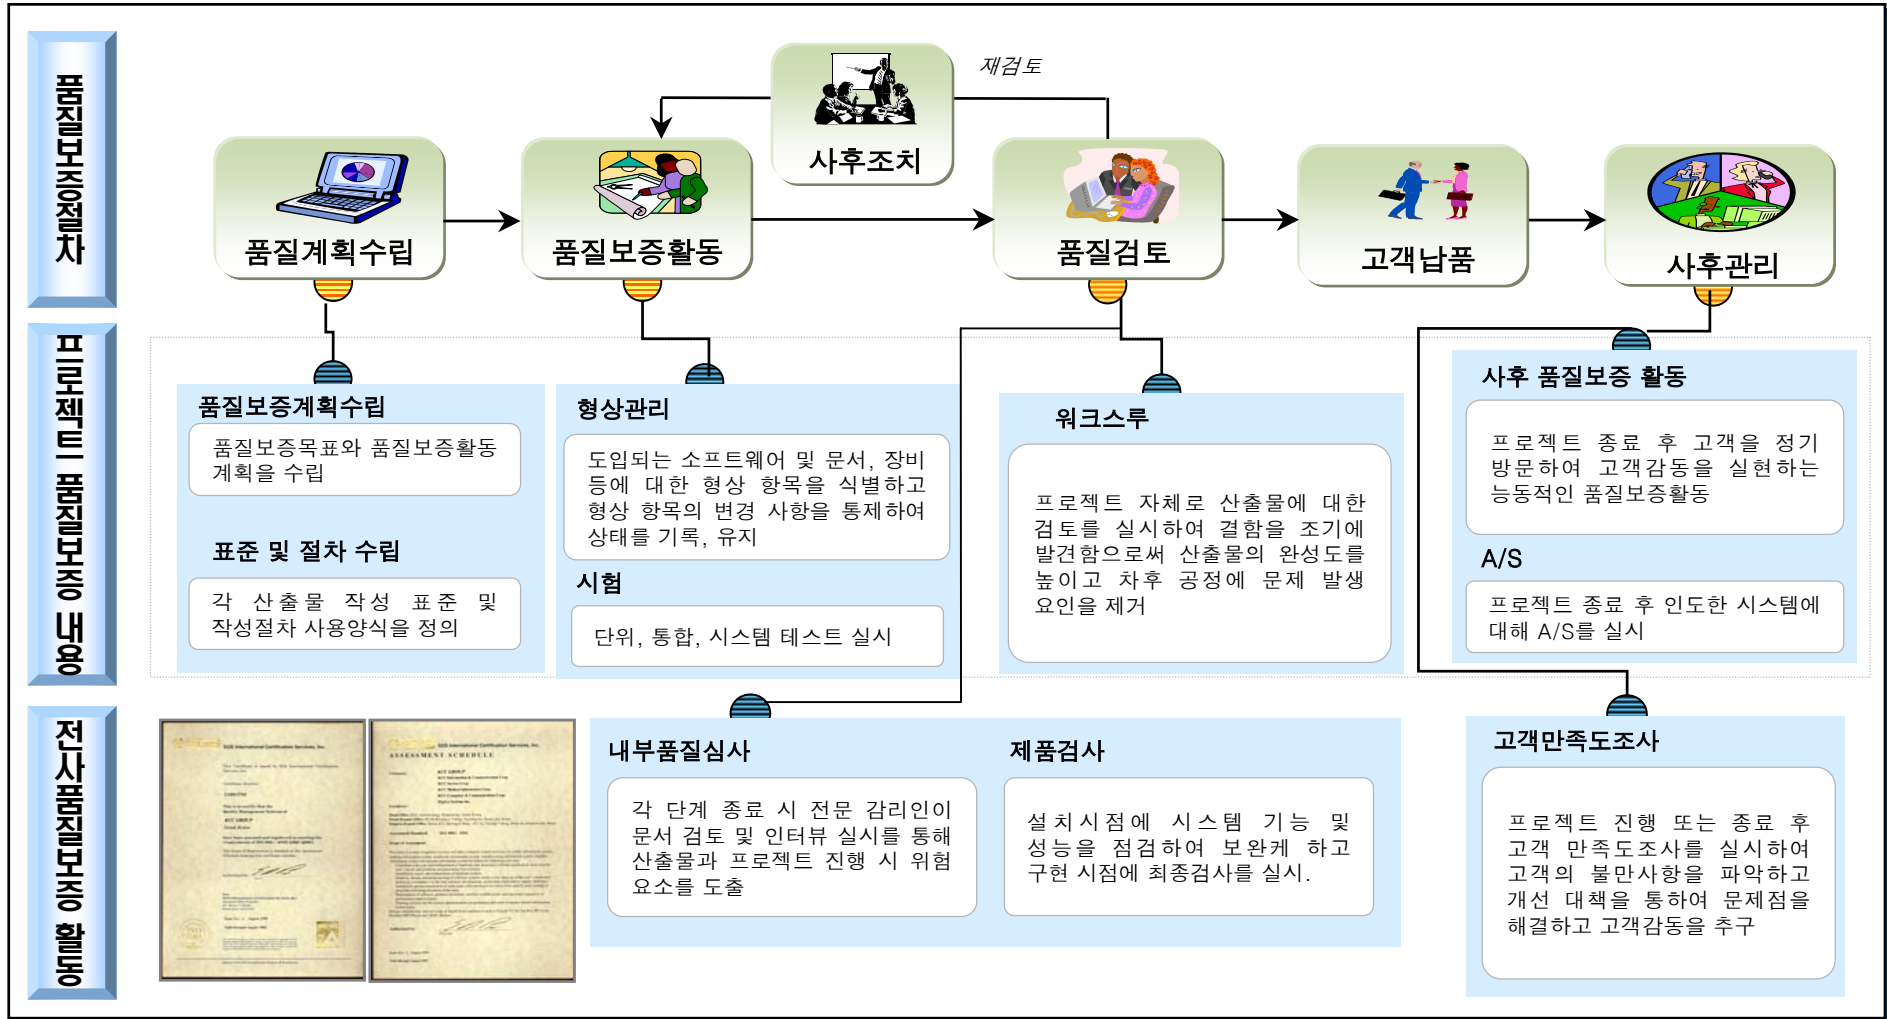 품질보증절차
재검토
사후조치
품질계획수립
품질보증활동
품질검토
고객납품
사후관리
프로젝트 품질보증 내용
품질보증계획수립
품질보증목표와 품질보증활동
계획을 수립
표준 및 절차 수립
각 산출물 작성 표준 및
작성절차 사용양식을 정의
형상관리
도입되는 소프트웨어 및 문서, 장비
등에 대한 형상 항목을 식별하고
형상 항목의 변경 사항을 통제하여
상태를 기록, 유지
시험
단위, 통합, 시스템 테스트 실시
워크스루
프로젝트 자체로 산출물에 대한
검토를 실시하여 결함을 조기에
발견함으로써 산출물의 완성도를
높이고 차후 공정에 문제 발생
요인을 제거
사후 품질보증 활동
프로젝트 종료 후 고객을 정기
방문하여 고객감동을 실현하는
능동적인 품질보증활동
A/S
프로젝트 종료 후 인도한 시스템에
대해 A/S를 실시
전사품질보증 활동
SGS International Certification Services, Inc.
SGS International Certification Services, Inc.
ASSESSMENT SCHEDULE
KCC GROUP
내부품질심사
각 단계 종료 시 전문 감리인이
문서 검토 및 인터뷰 실시를 통해
산출물과 프로젝트 진행 시 위험
요소를 도출
제품검사
설치시점에 시스템 기능 및
성능을 점검하여 보완케 하고
구현 시점에 최종검사를 실시.
고객만족도조사
프로젝트 진행 또는 종료 후
고객 만족도조사를 실시하여
고객의 불만사항을 파악하고
개선 대책을 통하여 문제점을
해결하고 고객감동을 추구